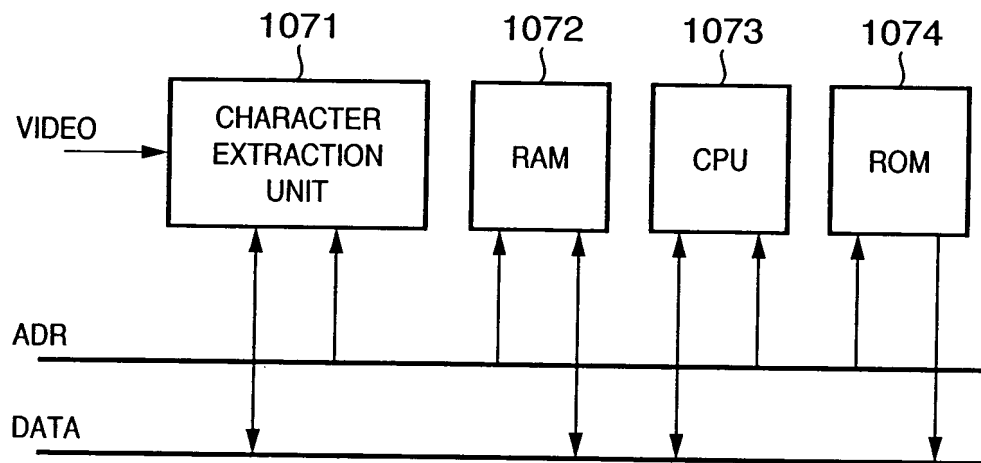 1071
1072
1073
1074
VIDEO
CHARACTER
EXTRACTION
UNIT
RAM
CPU
ROM
ADR
DATA